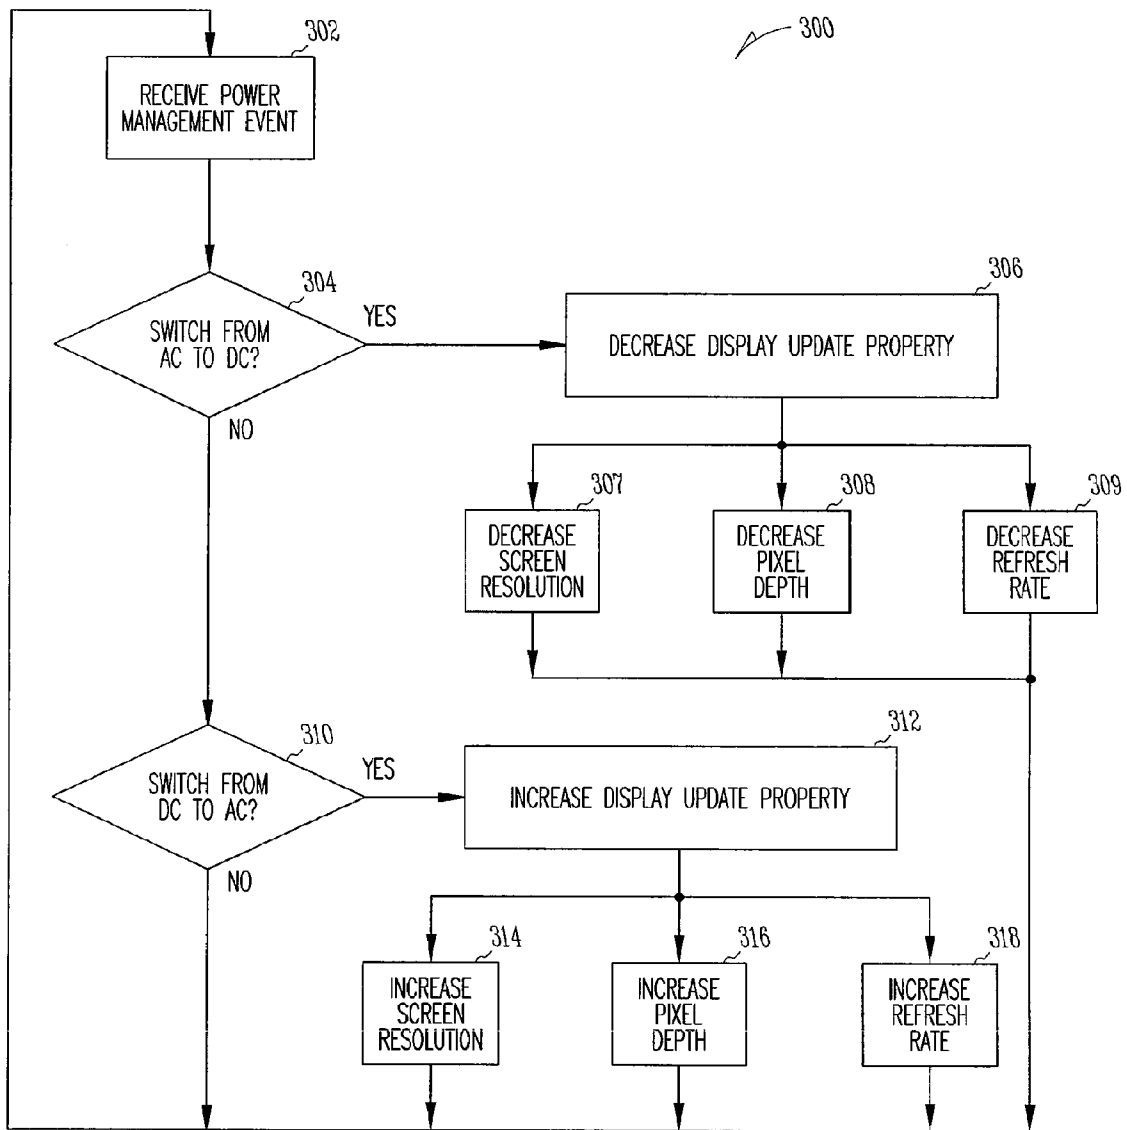 300
302
RECEIVE POWER
MANAGEMENT EVENT
304
SWITCH FROM
AC TO DC?
YES
NO
306
DECREASE DISPLAY UPDATE PROPERTY
307
DECREASE
SCREEN
RESOLUTION
308
DECREASE
PIXEL
DEPTH
309
DECREASE
REFRESH
RATE
310
SWITCH FROM
DC TO AC?
YES
NO
312
INCREASE DISPLAY UPDATE PROPERTY
314
INCREASE
SCREEN
RESOLUTION
316
INCREASE
PIXEL
DEPTH
318
INCREASE
REFRESH
RATE